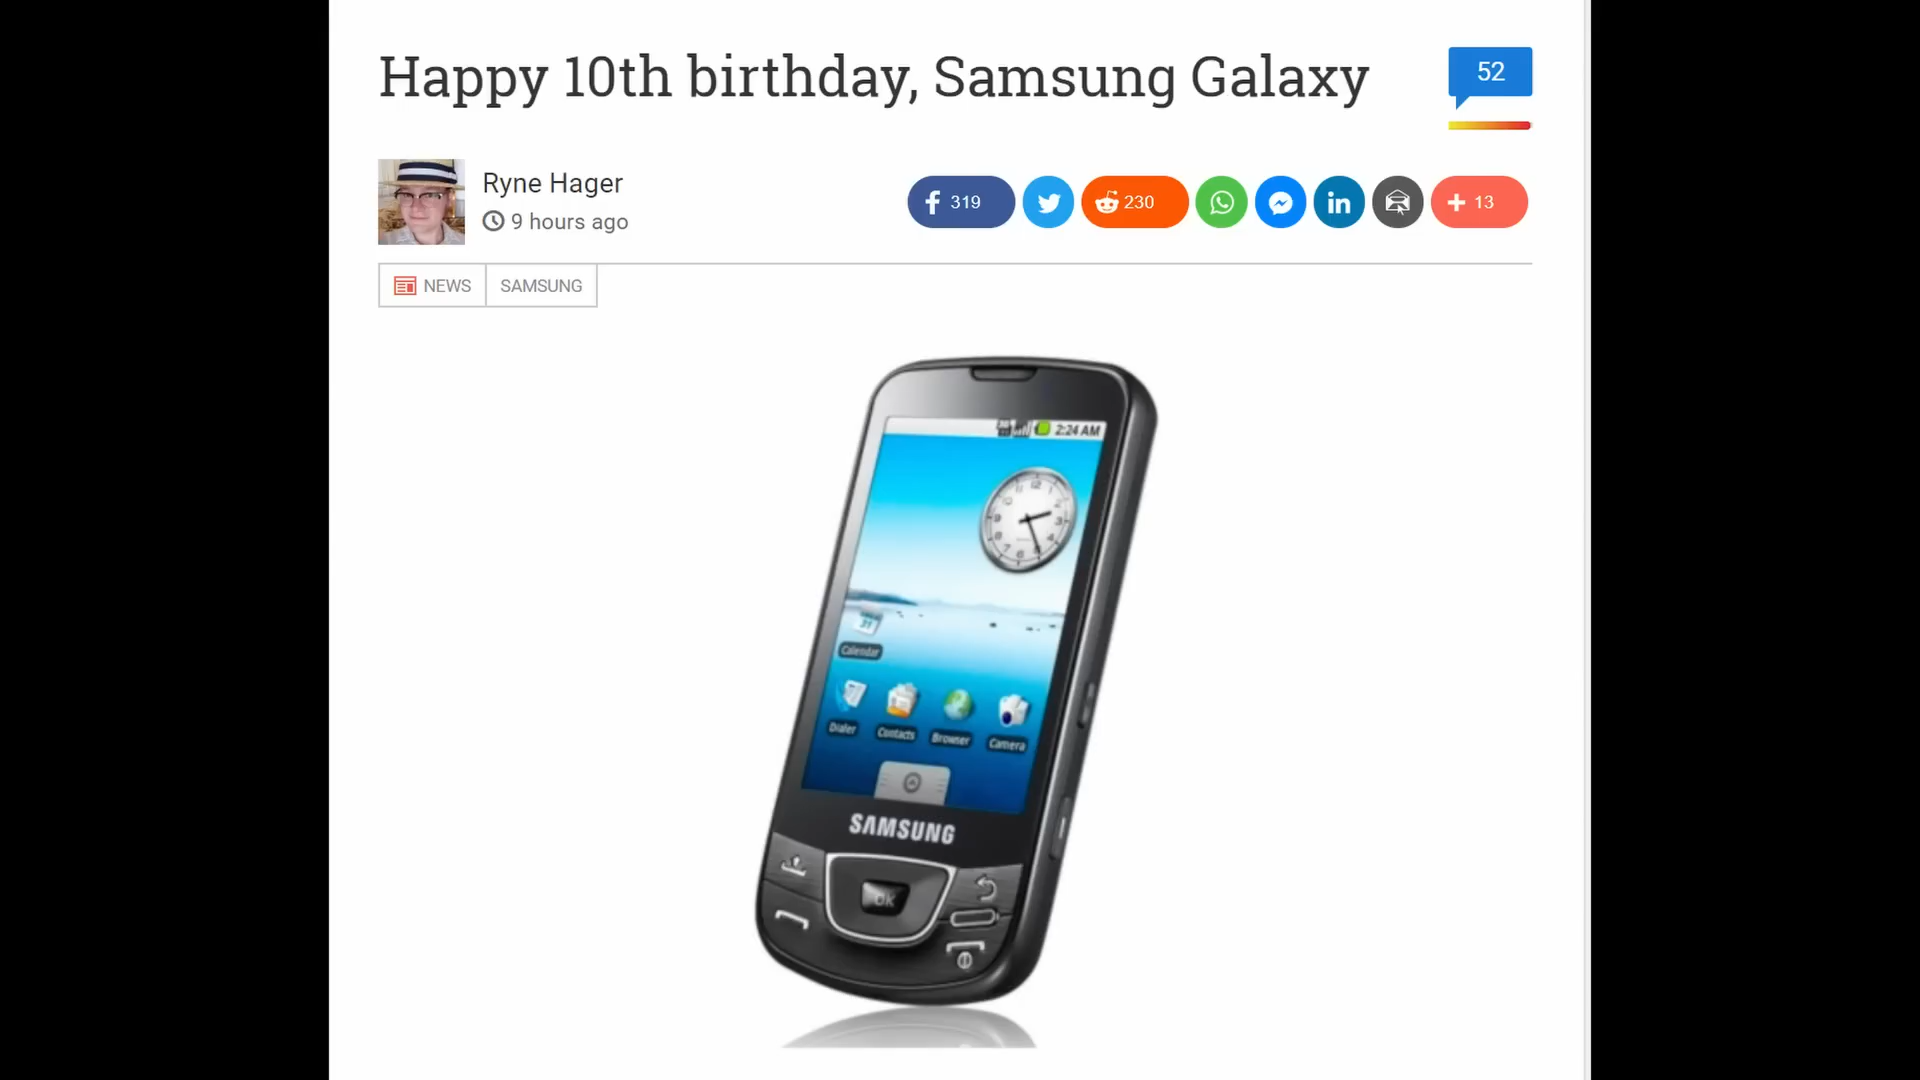 Happy 10th birthday, Samsung Galaxy
52
Ryne Hager
9 hours ago
319
230
13
NEWS
SAMSUNG
2:24 AM
31
Calendar
Dialer
Contacts
Browser
Camera
SAMSUNG
OK